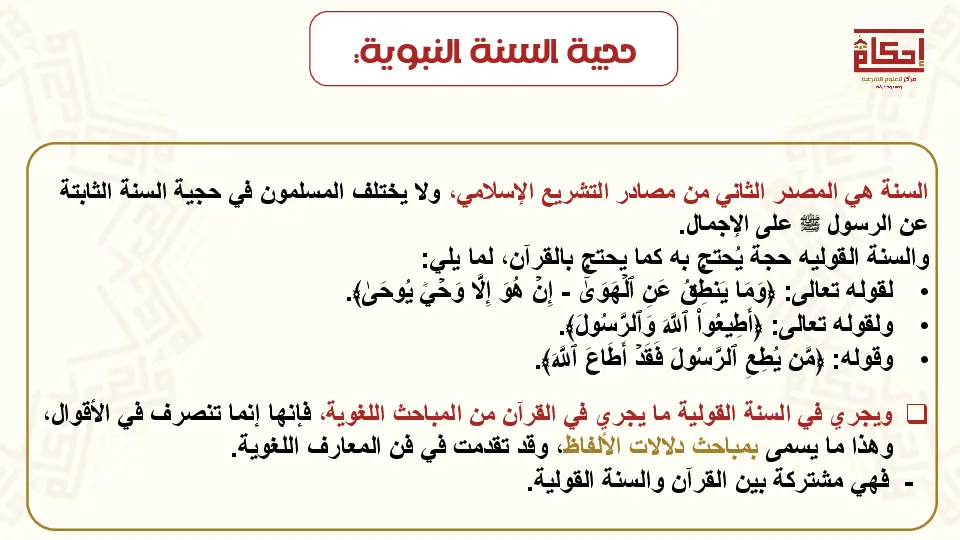 حجية السنة النبوية:
إحكام
مركز للعلوم الشرعية
السنة هي المصدر الثاني من مصادر التشريع الإسلامي، ولا يختلف المسلمون في حجية السنة الثابتة
عن الرسول ﷺ على الإجمال.
والسنة القوليه حجة يُحتج به كما يحتج بالقرآن، لما يلي:
• لقوله تعالى: ﴿وَمَا يَنطِقُ عَنِ ٱلْهَوَىٰٓ - إِنْ هُوَ إِلَّا وَحْيٌ يُوحَىٰ﴾.
• ولقوله تعالى: ﴿أَطِيعُوا۟ ٱللَّهَ وَٱلرَّسُولَ﴾.
• وقوله: ﴿مَّن يُطِعِ ٱلرَّسُولَ فَقَدْ أَطَاعَ ٱللَّهَ﴾.
❑ ويجري في السنة القولية ما يجري في القرآن من المباحث اللغوية، فإنها إنما تنصرف في الأقوال،
وهذا ما يسمى بمباحث دلالات الألفاظ، وقد تقدمت في فن المعارف اللغوية.
- فهي مشتركة بين القرآن والسنة القولية.